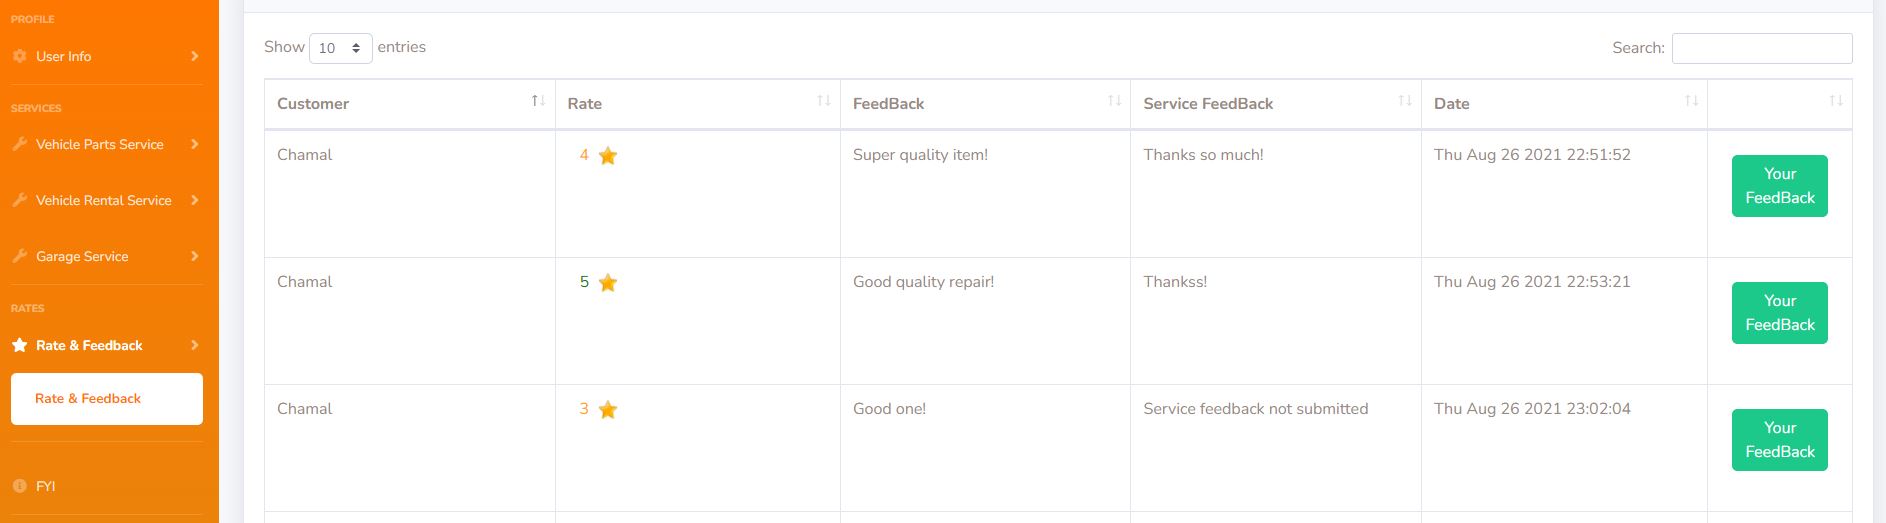 PROFILE
User Info
SERVICES
Vehicle Parts Service
Vehicle Rental Service
Garage Service
RATES
Rate & Feedback
Rate & Feedback
FYI
Show 10 entries
Search:
Customer Rate FeedBack Service FeedBack Date
Chamal 4 Super quality item! Thanks so much! Thu Aug 26 2021 22:51:52
Your
FeedBack
Chamal 5 Good quality repair! Thankss! Thu Aug 26 2021 22:53:21
Your
FeedBack
Chamal 3 Good one! Service feedback not submitted Thu Aug 26 2021 23:02:04
Your
FeedBack